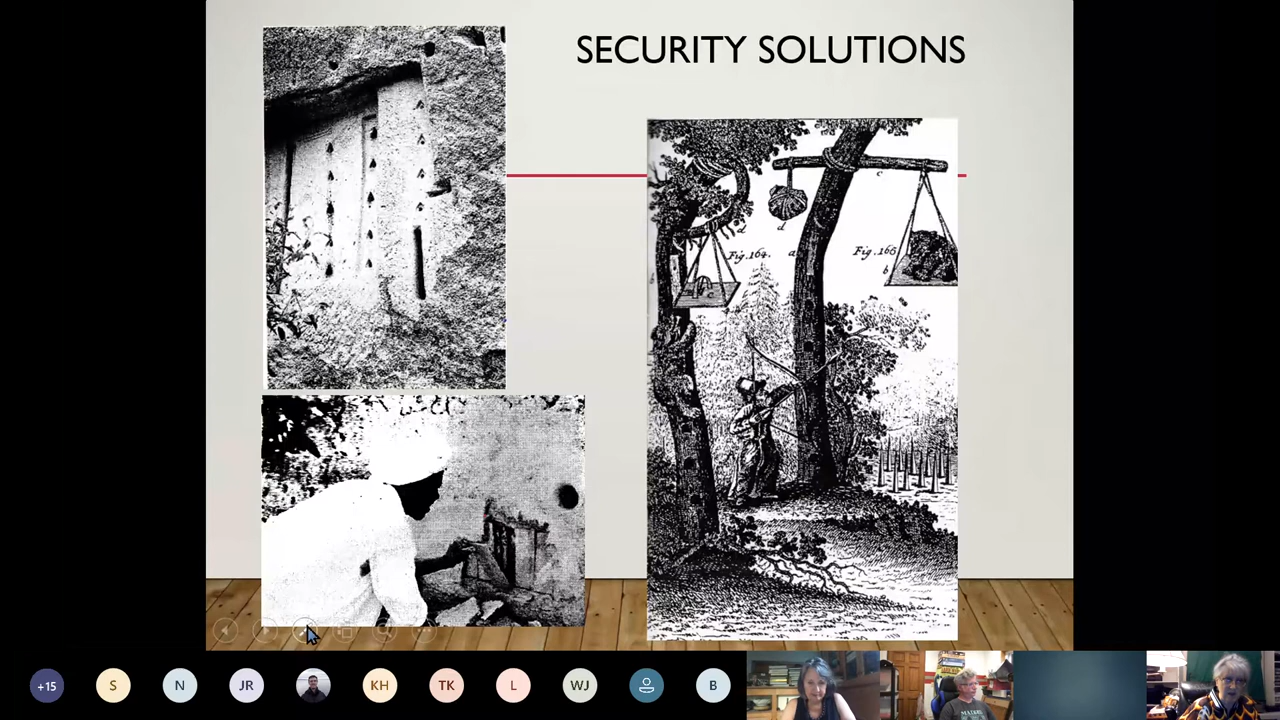 SECURITY SOLUTIONS
c
d
d
Fig. 164.
a
Fig. 166
b
+15
S
N
JR
KH
TK
L
WJ
B